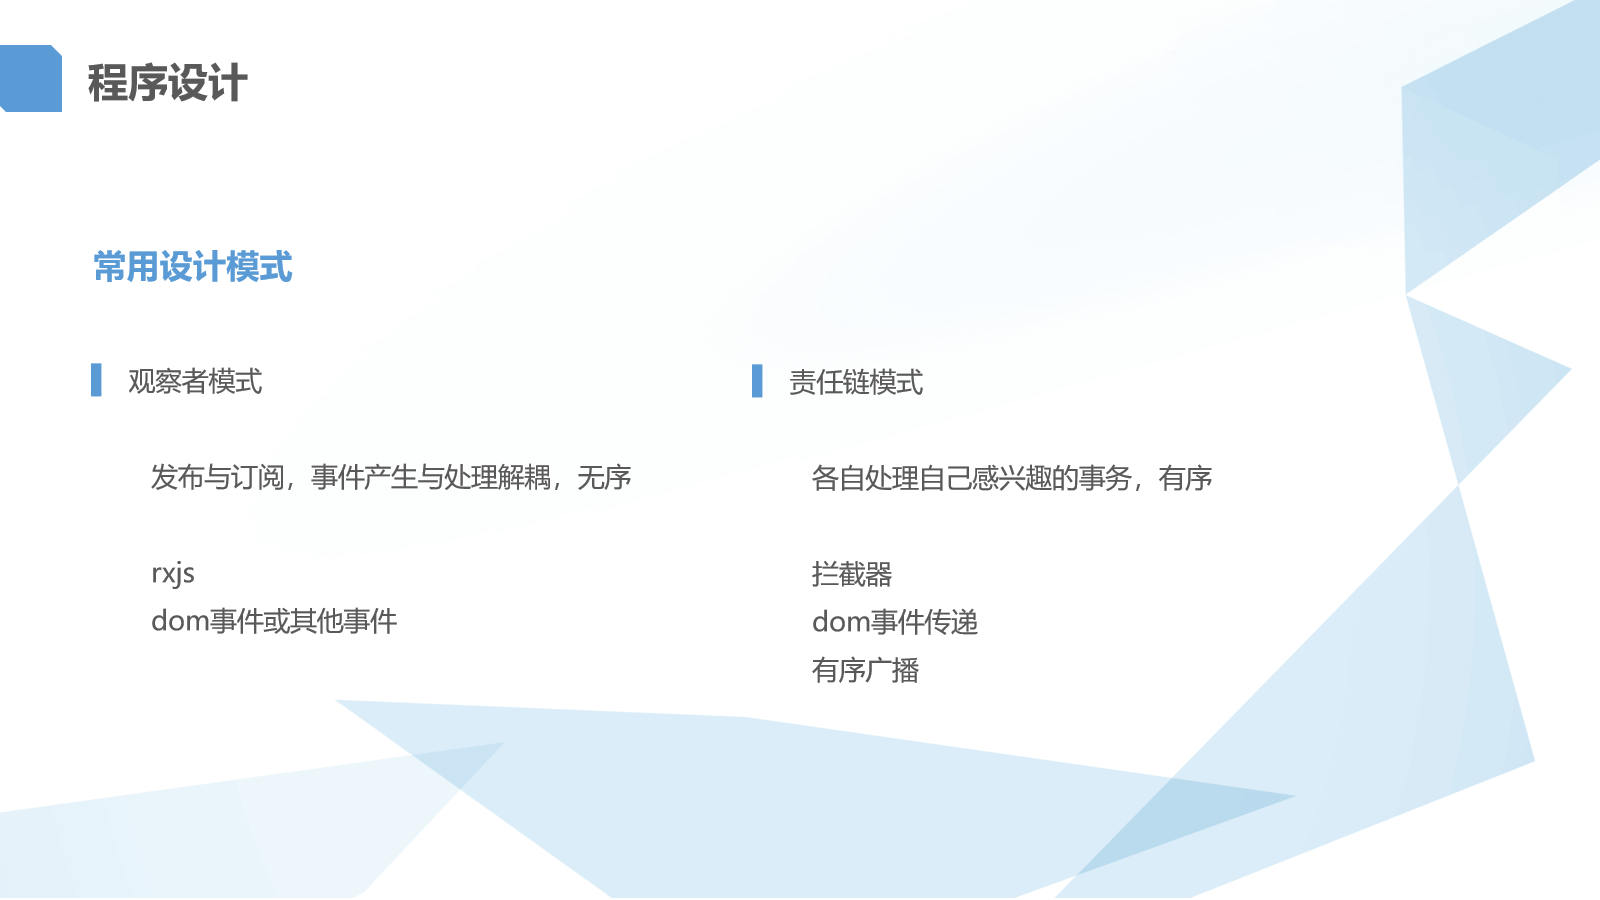 程序设计
常用设计模式
观察者模式
发布与订阅，事件产生与处理解耦，无序
rxjs
dom事件或其他事件
责任链模式
各自处理自己感兴趣的事务，有序
拦截器
dom事件传递
有序广播